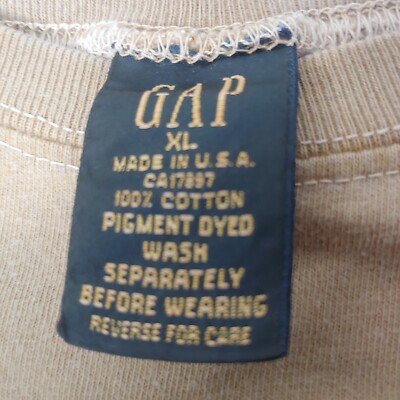 GAP
XL
MADE IN U.S.A.
CA17897
100% COTTON
PIGMENT DYED
WASH
SEPARATELY
BEFORE WEARING
REVERSE FOR CARE